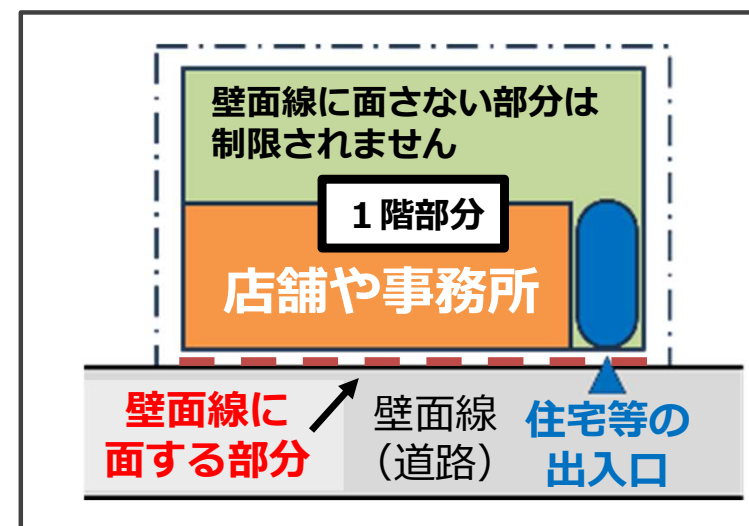 壁面線に面さない部分は
制限されません
１階部分
店舗や事務所
壁面線に
面する部分
壁面線
（道路）
住宅等の
出入口